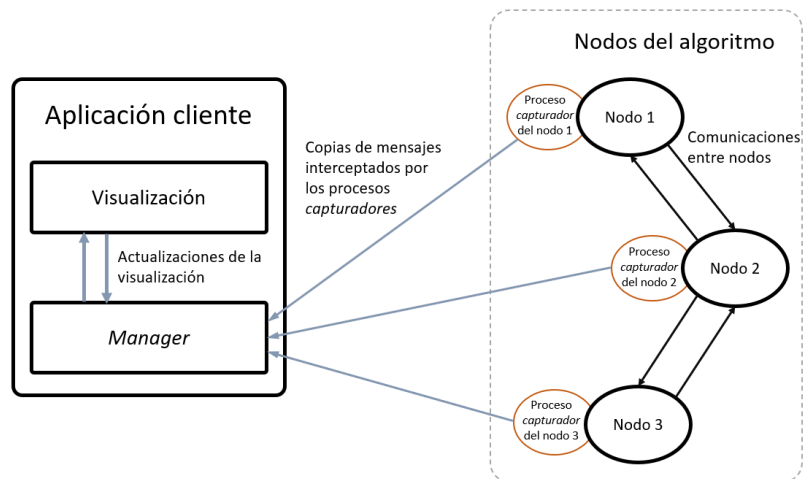 Nodos del algoritmo
Aplicación cliente
Visualización
Actualizaciones de la
visualización
Manager
Copias de mensajes
interceptados por
los procesos
capturadores
Proceso
capturador
del nodo 1
Nodo 1
Comunicaciones
entre nodos
Proceso
capturador
del nodo 2
Nodo 2
Proceso
capturador
del nodo 3
Nodo 3